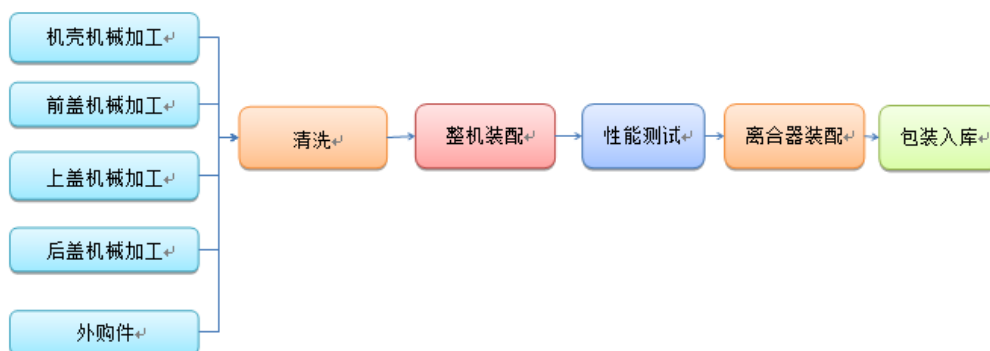 机壳机械加工
前盖机械加工
上盖机械加工
后盖机械加工
外购件
清洗
整机装配
性能测试
离合器装配
包装入库